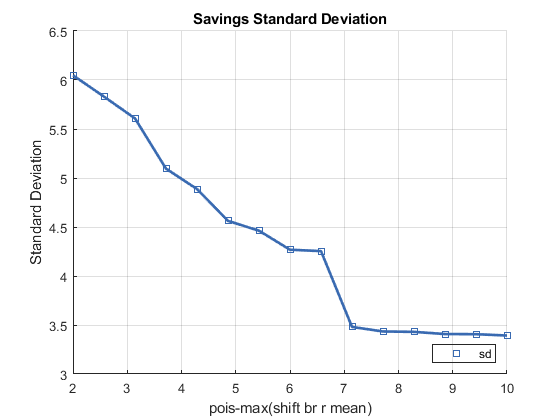 Savings Standard Deviation
Standard Deviation
6.5
6
5.5
5
4.5
4
3.5
3
sd
2 3 4 5 6 7 8 9 10
pois-max(shift br r mean)